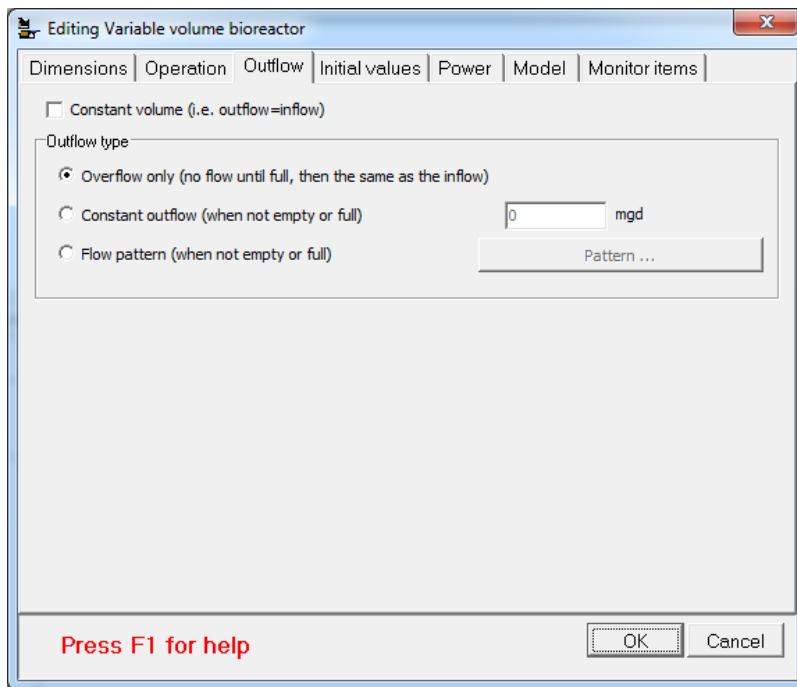 Editing Variable volume bioreactor
Dimensions Operation Outflow Initial values Power Model Monitor items
Constant volume (i.e. outflow=inflow)
Outflow type
Overflow only (no flow until full, then the same as the inflow)
Constant outflow (when not empty or full) 0 mgd
Flow pattern (when not empty or full) Pattern ...
Press F1 for help OK Cancel